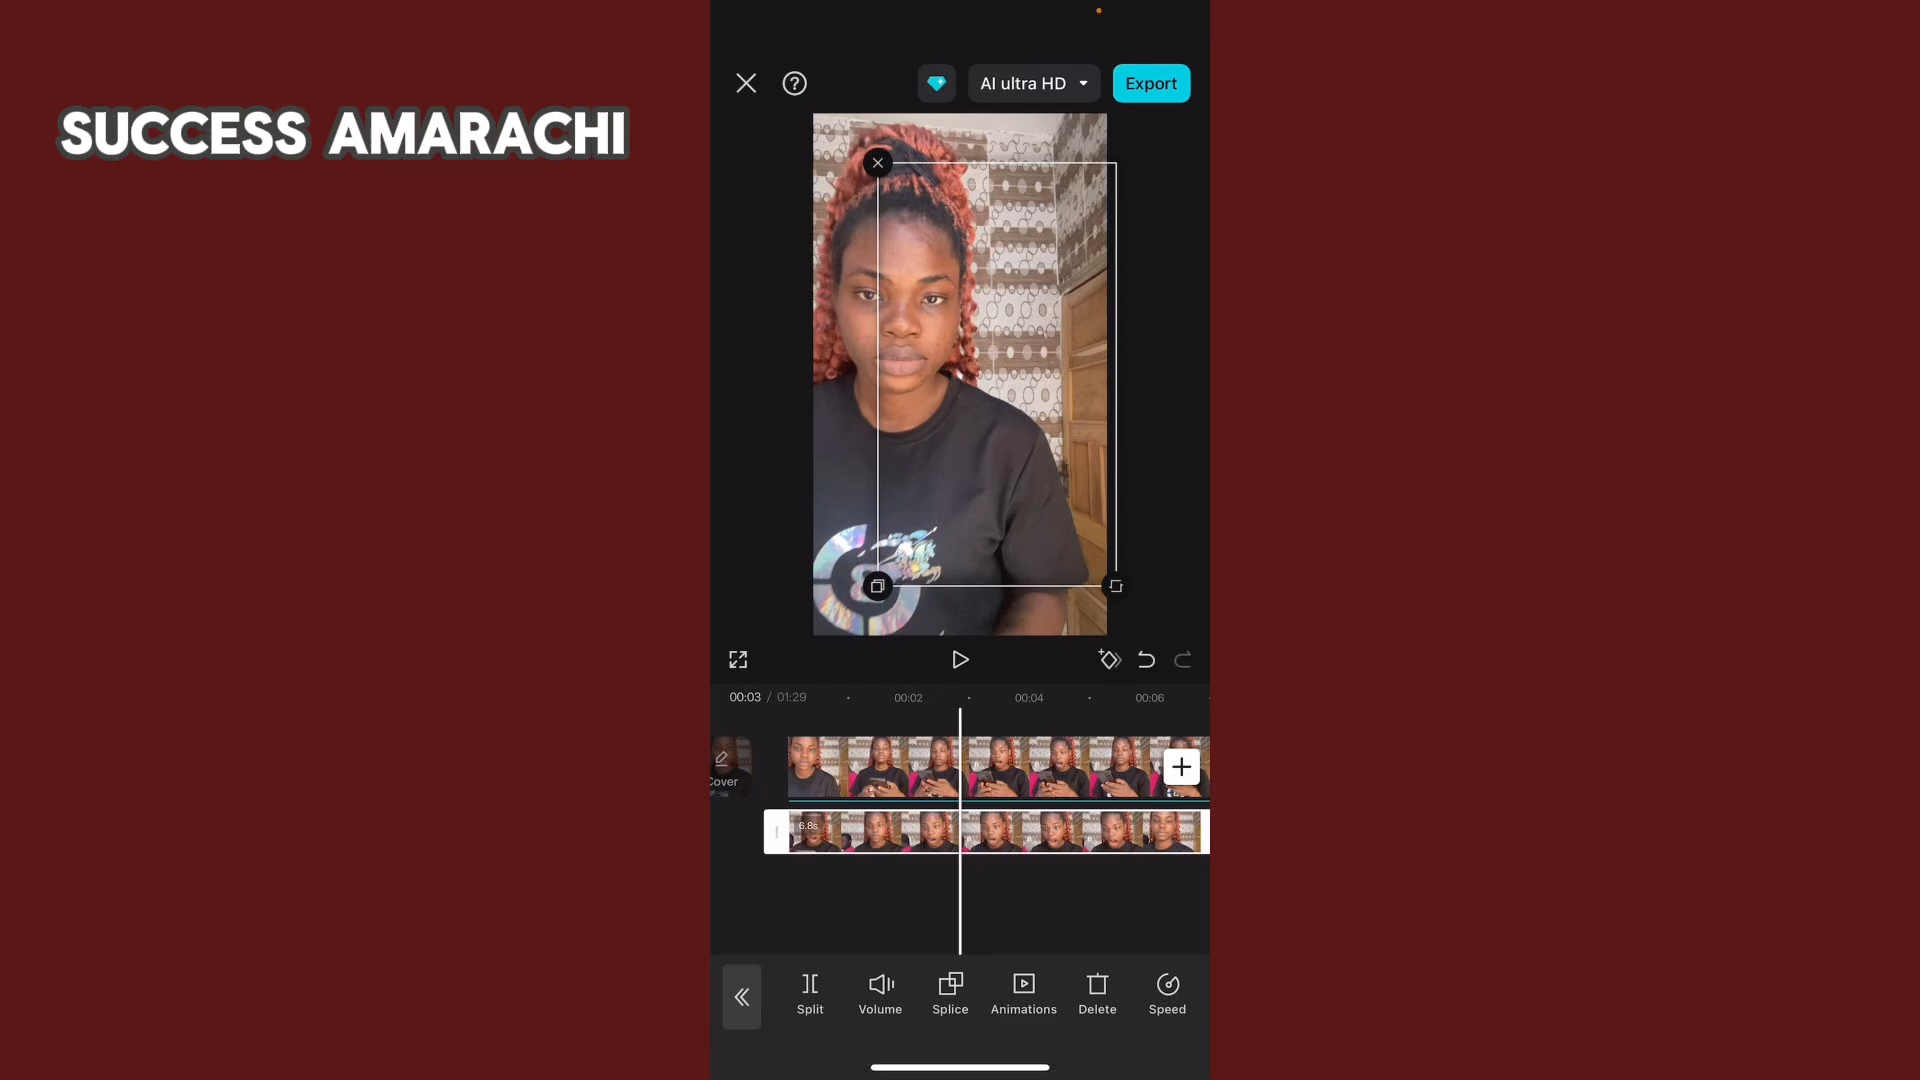 SUCCESS AMARACHI
AI ultra HD
Export
00:03 / 01:29
00:02
00:04
00:06
Cover
6.8s
Split
Volume
Splice
Animations
Delete
Speed